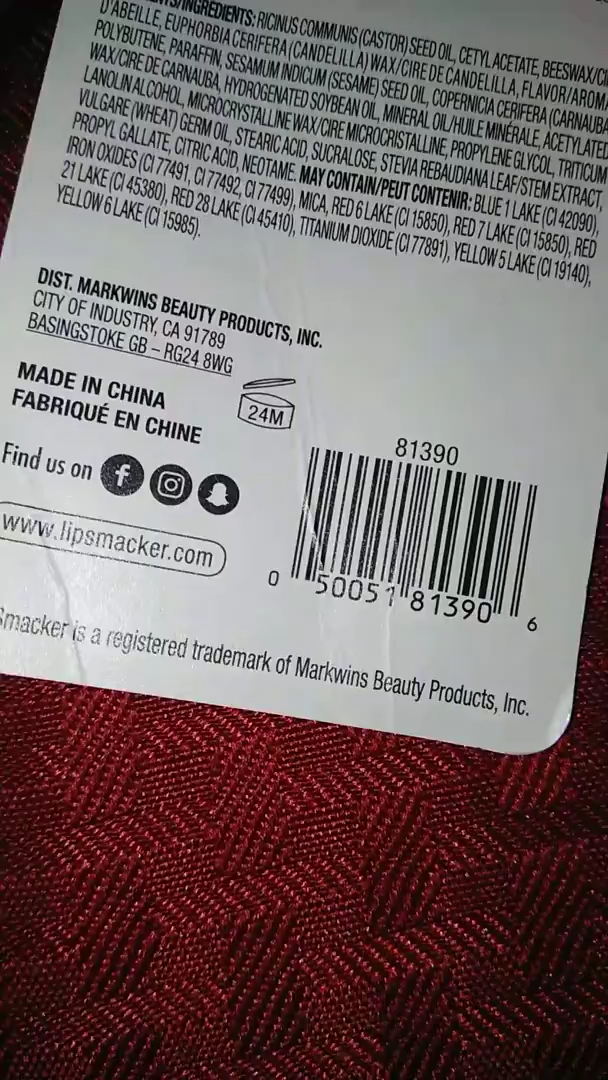 INGREDIENTS: RICINUS COMMUNIS (CASTOR) SEED OIL, CETYL ACETATE, BEESWAX/
D'ABEILLE, EUPHORBIA CERIFERA (CANDELILLA) WAX/CIRE DE CANDELILLA, FLAVOR/
POLYBUTENE, PARAFFIN, SESAMUM INDICUM (SESAME) SEED OIL, COPERNICIA CERIFERA (CARNAUBA
WAX/CIRE DE CARNAUBA, HYDROGENATED SOYBEAN OIL, MINERAL OIL/HUILE MINÉRALE, ACETYLATED
LANOLIN ALCOHOL, MICROCRYSTALLINE WAX/CIRE MICROCRISTALLINE, PROPYLENE GLYCOL, TRITICUM
VULGARE (WHEAT) GERM OIL, STEARIC ACID, SUCRALOSE, STEVIA REBAUDIANA LEAF/STEM EXTRACT,
PROPYL GALLATE, CITRIC ACID, NEOTAME. MAY CONTAIN/PEUT CONTENIR: BLUE 1 LAKE (CI 42090),
IRON OXIDES (CI 77491, CI 77492, CI 77499), MICA, RED 6 LAKE (CI 15850), RED 7 LAKE (CI 15850), RED
21 LAKE (CI 45380), RED 28 LAKE (CI 45410), TITANIUM DIOXIDE (CI 77891), YELLOW 5 LAKE (CI 19140),
YELLOW 6 LAKE (CI 15985).
DIST. MARKWINS BEAUTY PRODUCTS, INC.
CITY OF INDUSTRY, CA 91789
BASINGSTOKE GB – RG24 8WG
MADE IN CHINA
FABRIQUÉ EN CHINE
24M
Find us on
www.lipsmacker.com
81390
0 50051 81390 6
Smacker is a registered trademark of Markwins Beauty Products, Inc.